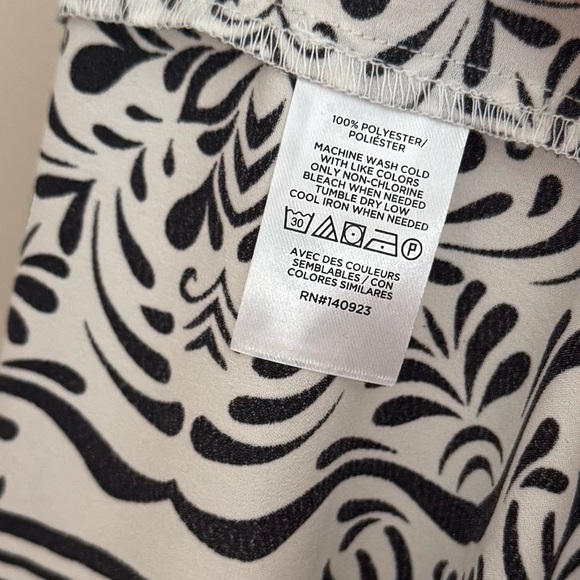 100% POLYESTER/
POLIÉSTER
MACHINE WASH COLD
WITH LIKE COLORS
ONLY NON-CHLORINE
BLEACH WHEN NEEDED
TUMBLE DRY LOW
COOL IRON WHEN NEEDED
30 P
AVEC DES COULEURS
SEMBLABLES / CON
COLORES SIMILARES
RN#140923